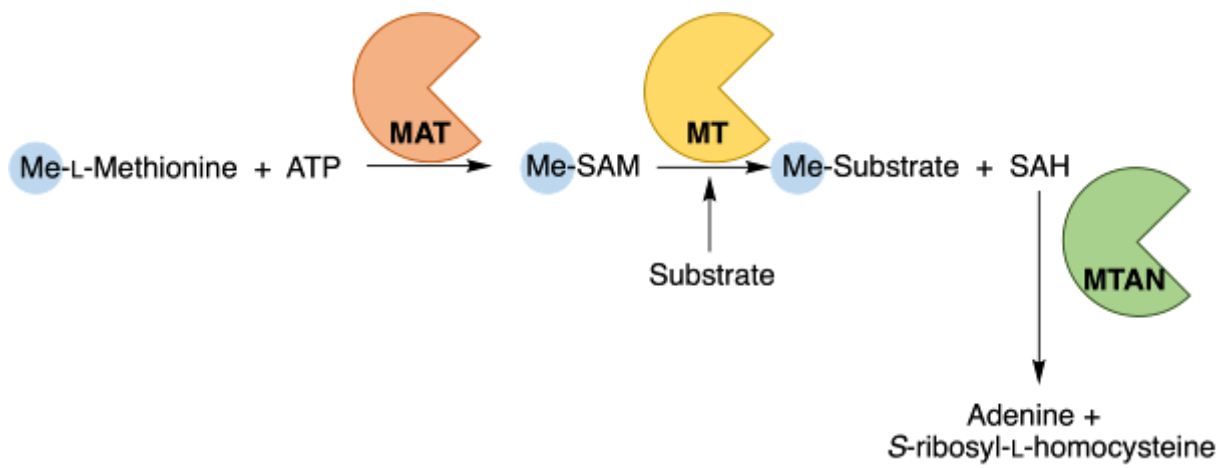 MAT
MT
Me-L-Methionine + ATP
Me-SAM
Me-Substrate + SAH
Substrate
MTAN
Adenine +
S-ribosyl-L-homocysteine